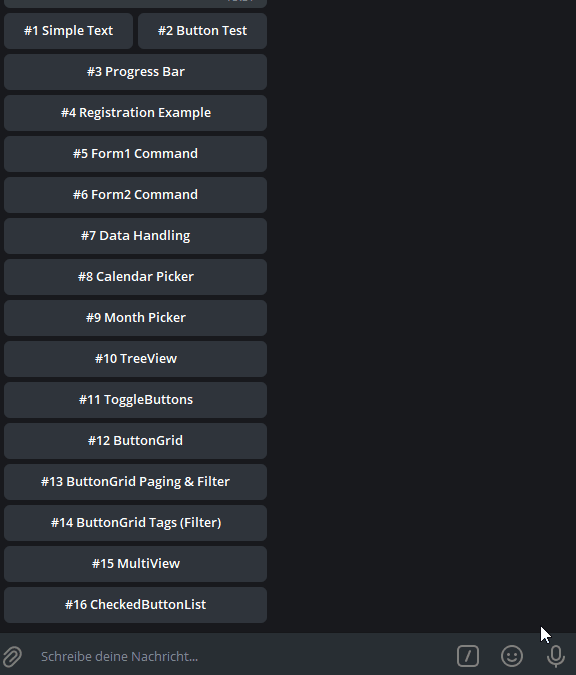 #1 Simple Text #2 Button Test
#3 Progress Bar
#4 Registration Example
#5 Form1 Command
#6 Form2 Command
#7 Data Handling
#8 Calendar Picker
#9 Month Picker
#10 TreeView
#11 ToggleButtons
#12 ButtonGrid
#13 ButtonGrid Paging & Filter
#14 ButtonGrid Tags (Filter)
#15 MultiView
#16 CheckedButtonList
Schreibe deine Nachricht...